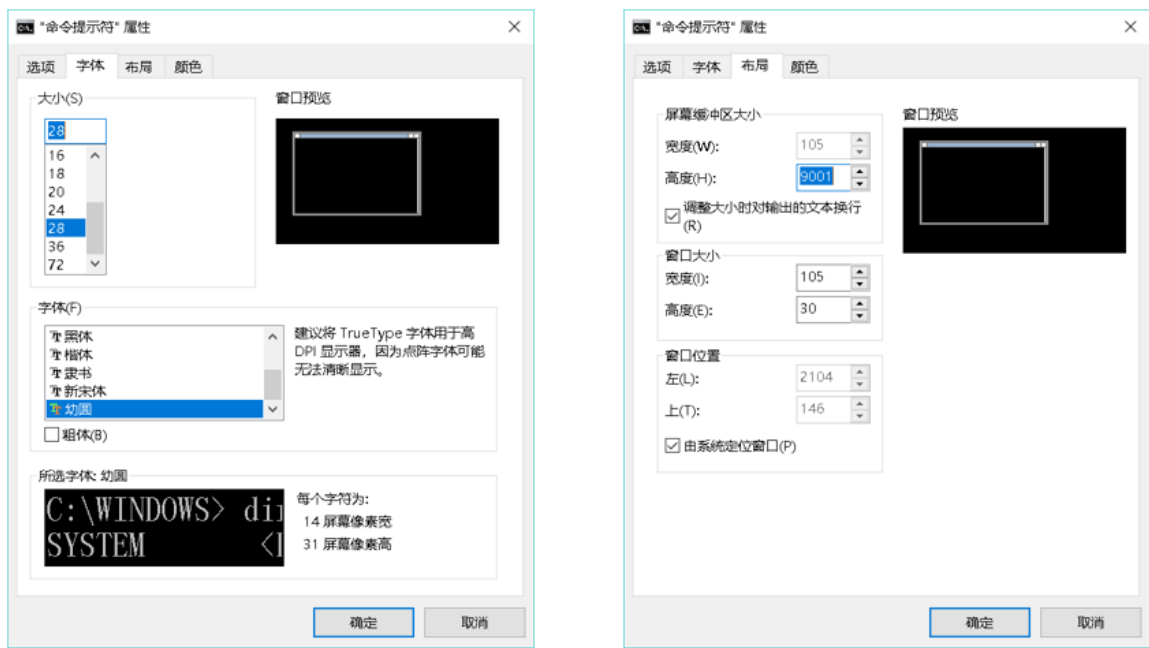 "命令提示符" 属性
选项 字体 布局 颜色
大小(S)
28
16
18
20
24
28
36
72
窗口预览
字体(F)
黑体
楷体
隶书
新宋体
幼圆
粗体(B)
建议将 TrueType 字体用于高
DPI 显示器，因为点阵字体可能
无法清晰显示。
所选字体: 幼圆
C:\WINDOWS> di
SYSTEM <
每个字符为:
14 屏幕像素宽
31 屏幕像素高
确定 取消
"命令提示符" 属性
选项 字体 布局 颜色
屏幕缓冲区大小
宽度(W): 105
高度(H): 9001
调整大小时对输出的文本换行
(R)
窗口大小
宽度(I): 105
高度(E): 30
窗口位置
左(L): 2104
上(T): 146
由系统定位窗口(P)
窗口预览
确定 取消